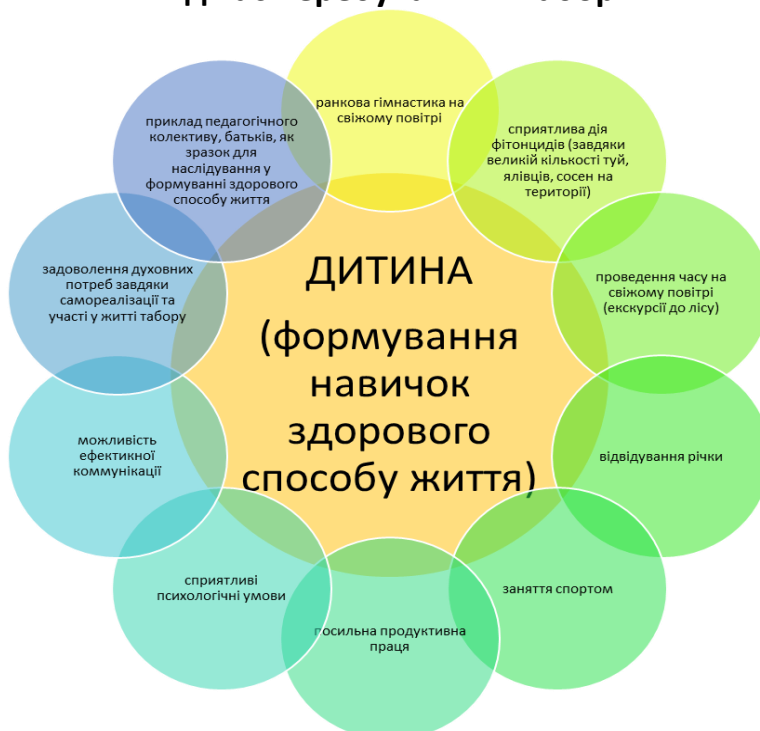 ранкова гімнастика на
свіжому повітрі
сприятлива дія
фітонцидів (завдяки
великій кількості туй,
ялівців, сосен на
території)
проведення часу на
свіжому повітрі
(екскурсії до лісу)
відвідування річки
заняття спортом
посильна продуктивна
праця
сприятливі
психологічні умови
можливість
ефектикної
коммунікації
задоволення духовних
потреб завдяки
самореалізації та
участі у житті табору
приклад педагогічного
колективу, батьків, як
зразок для
наслідування у
формуванні здорового
способу життя
ДИТИНА
(формування
навичок
здорового
способу життя)